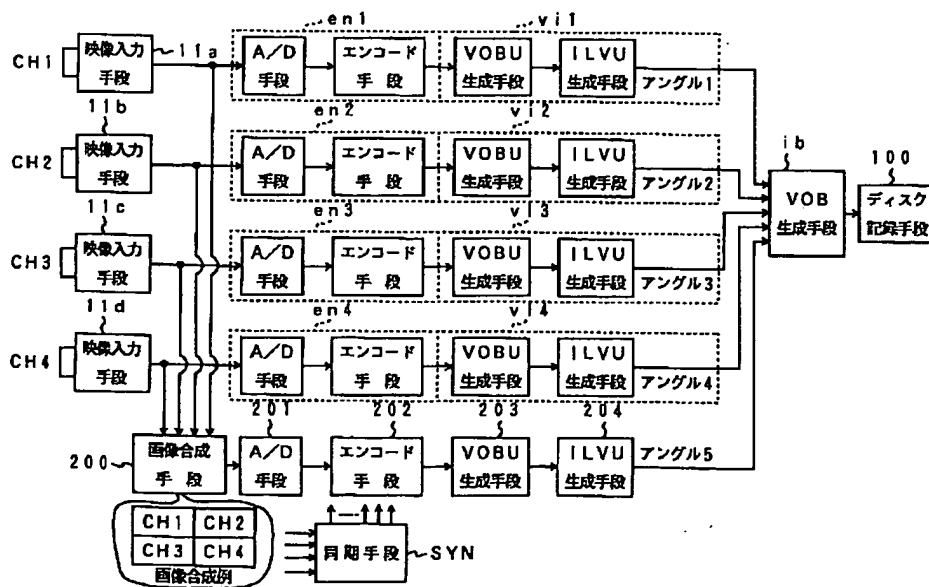 en1
vi1
CH1
映像入力
手段
11a
A/D
手段
エンコード
手 段
VOBU
生成手段
ILVU
生成手段
アングル1
11b
en2
vi2
CH2
映像入力
手段
A/D
手段
エンコード
手 段
VOBU
生成手段
ILVU
生成手段
アングル2
ib
VOB
生成手段
100
ディスク
記録手段
11c
en3
vi3
CH3
映像入力
手段
A/D
手段
エンコード
手 段
VOBU
生成手段
ILVU
生成手段
アングル3
11d
en4
vi4
CH4
映像入力
手段
A/D
手段
エンコード
手 段
VOBU
生成手段
ILVU
生成手段
アングル4
201
202
203
204
200
画像合成
手 段
A/D
手段
エンコード
手 段
VOBU
生成手段
ILVU
生成手段
アングル5
CH1 CH2
CH3 CH4
画像合成例
同期手段
SYN